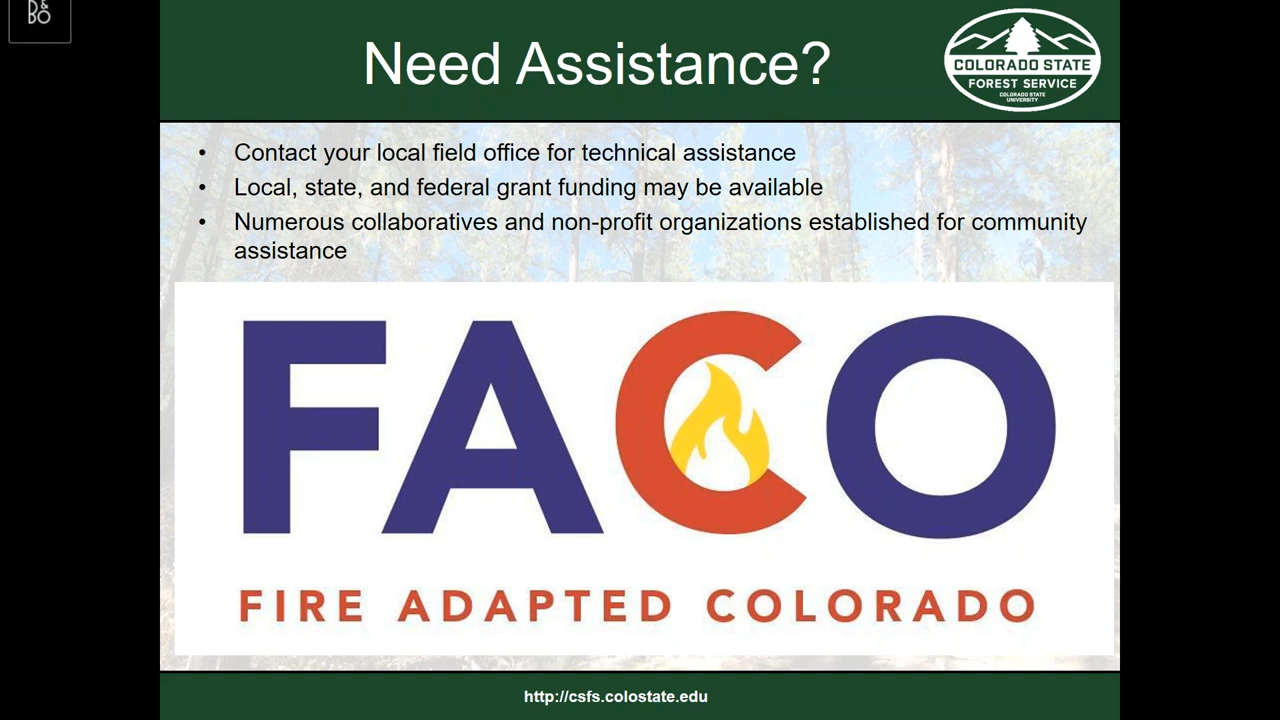 B&
BO
Need Assistance?
COLORADO STATE
FOREST SERVICE
COLORADO STATE
UNIVERSITY
• Contact your local field office for technical assistance
• Local, state, and federal grant funding may be available
• Numerous collaboratives and non-profit organizations established for community
assistance
FACO
FIRE ADAPTED COLORADO
http://csfs.colostate.edu